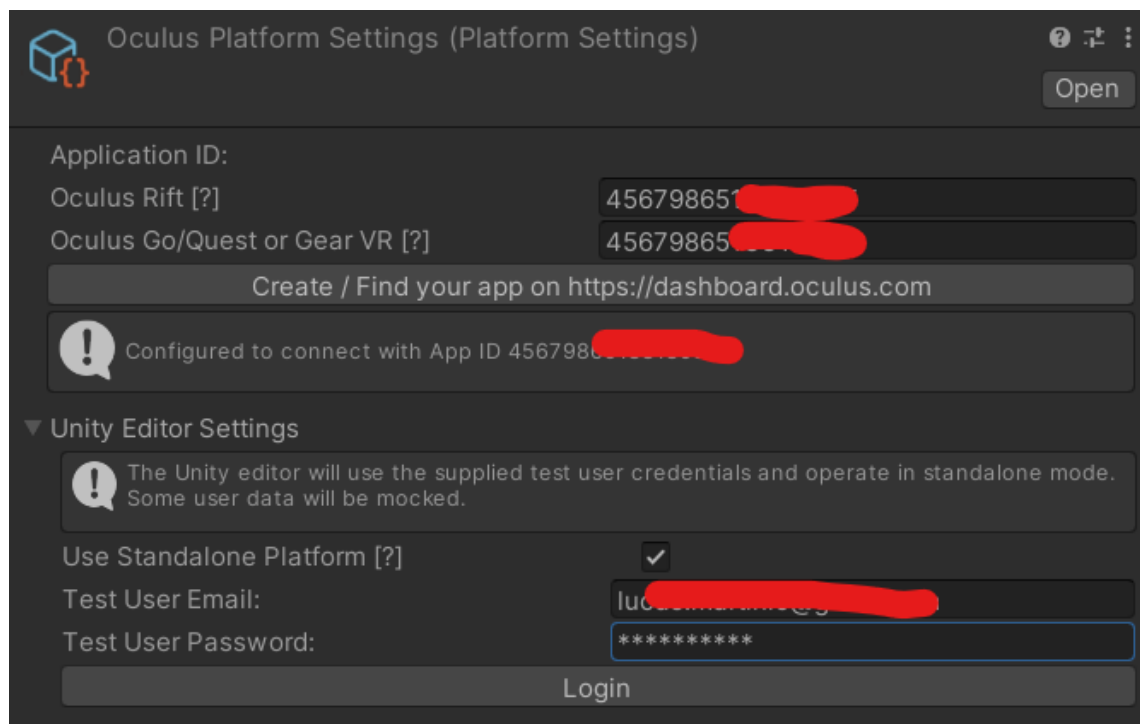 Oculus Platform Settings (Platform Settings)
Open
Application ID:
Oculus Rift [?]
Oculus Go/Quest or Gear VR [?]
Create / Find your app on https://dashboard.oculus.com
Configured to connect with App ID
Unity Editor Settings
The Unity editor will use the supplied test user credentials and operate in standalone mode.
Some user data will be mocked.
Use Standalone Platform [?]
Test User Email:
Test User Password: **********
Login